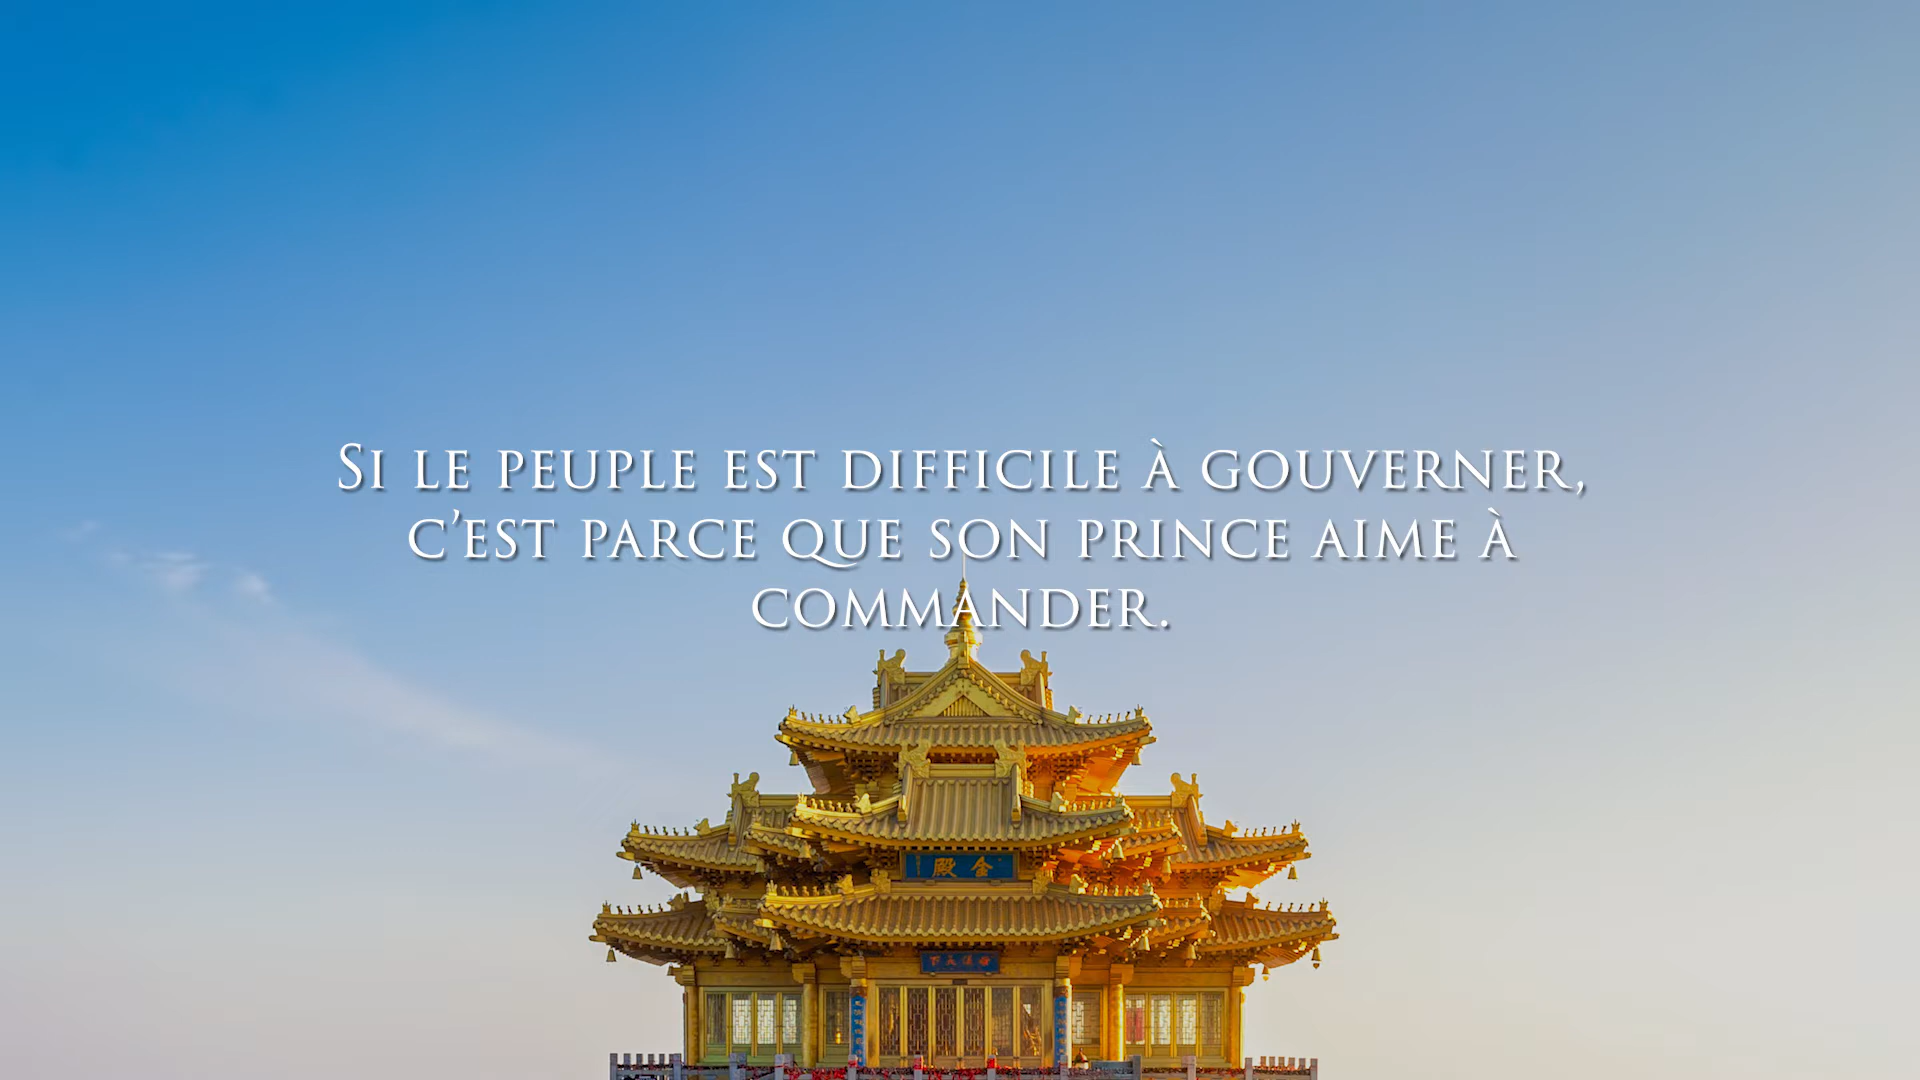 Si le peuple est difficile à gouverner,
c’est parce que son prince aime à
commander.
殿金